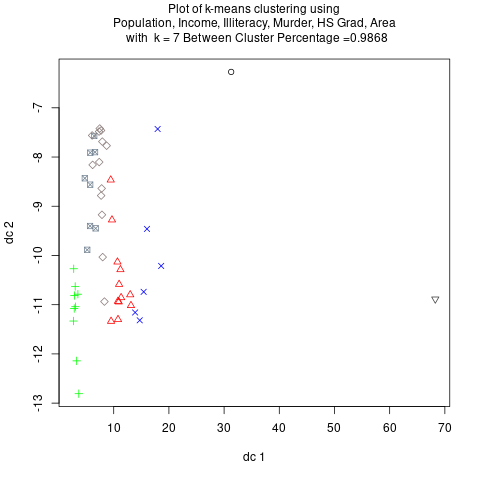 Plot of k-means clustering using
Population, Income, Illiteracy, Murder, HS Grad, Area
with k = 7 Between Cluster Percentage =0.9868
-7
-8
-9
-10
-11
-12
-13
dc 2
10 20 30 40 50 60 70
dc 1